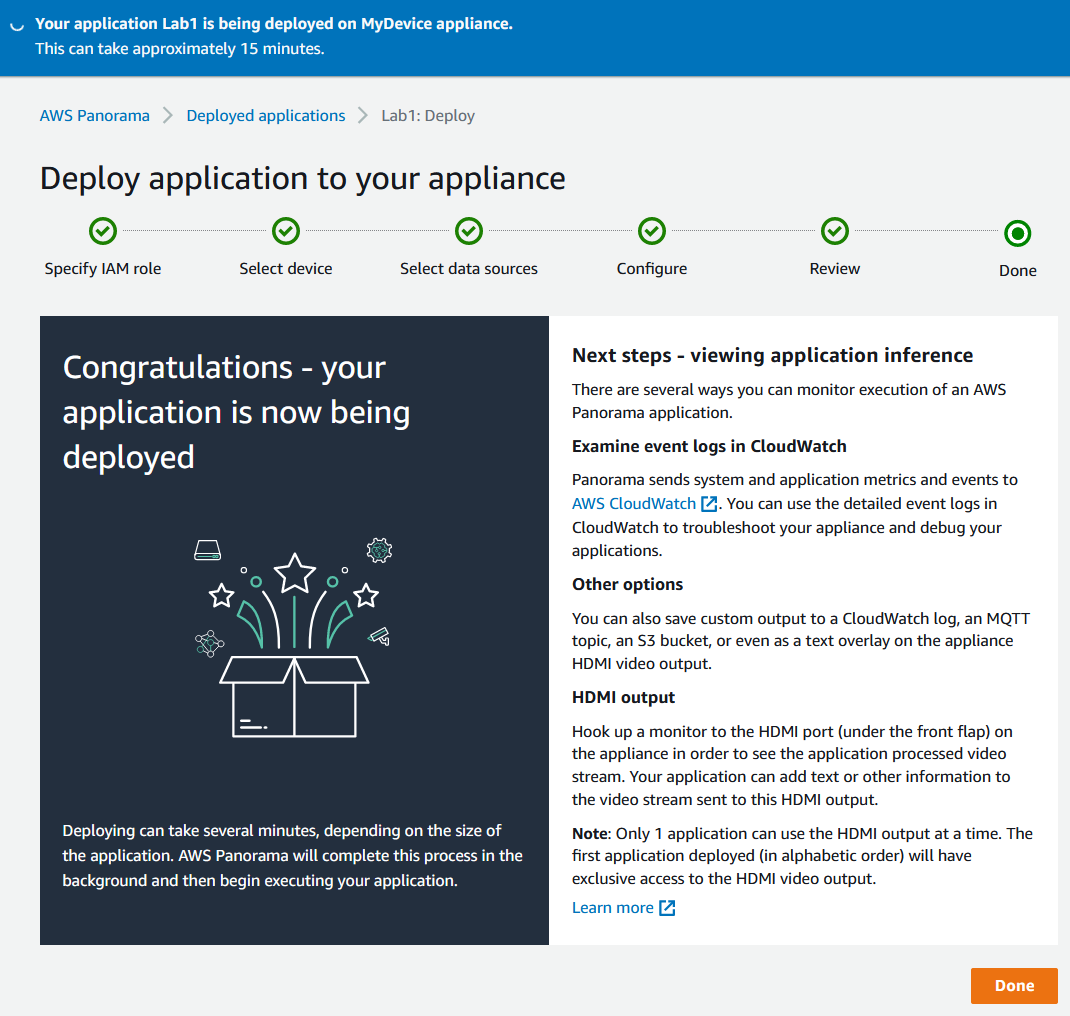 Your application Lab1 is being deployed on MyDevice appliance.
This can take approximately 15 minutes.
AWS Panorama > Deployed applications > Lab1: Deploy
Deploy application to your appliance
Specify IAM role
Select device
Select data sources
Configure
Review
Done
Congratulations - your
application is now being
deployed
Deploying can take several minutes, depending on the size of
the application. AWS Panorama will complete this process in the
background and then begin executing your application.
Next steps - viewing application inference
There are several ways you can monitor execution of an AWS
Panorama application.
Examine event logs in CloudWatch
Panorama sends system and application metrics and events to
AWS CloudWatch. You can use the detailed event logs in
CloudWatch to troubleshoot your appliance and debug your
applications.
Other options
You can also save custom output to a CloudWatch log, an MQTT
topic, an S3 bucket, or even as a text overlay on the appliance
HDMI video output.
HDMI output
Hook up a monitor to the HDMI port (under the front flap) on
the appliance in order to see the application processed video
stream. Your application can add text or other information to
the video stream sent to this HDMI output.
Note: Only 1 application can use the HDMI output at a time. The
first application deployed (in alphabetic order) will have
exclusive access to the HDMI video output.
Learn more
Done